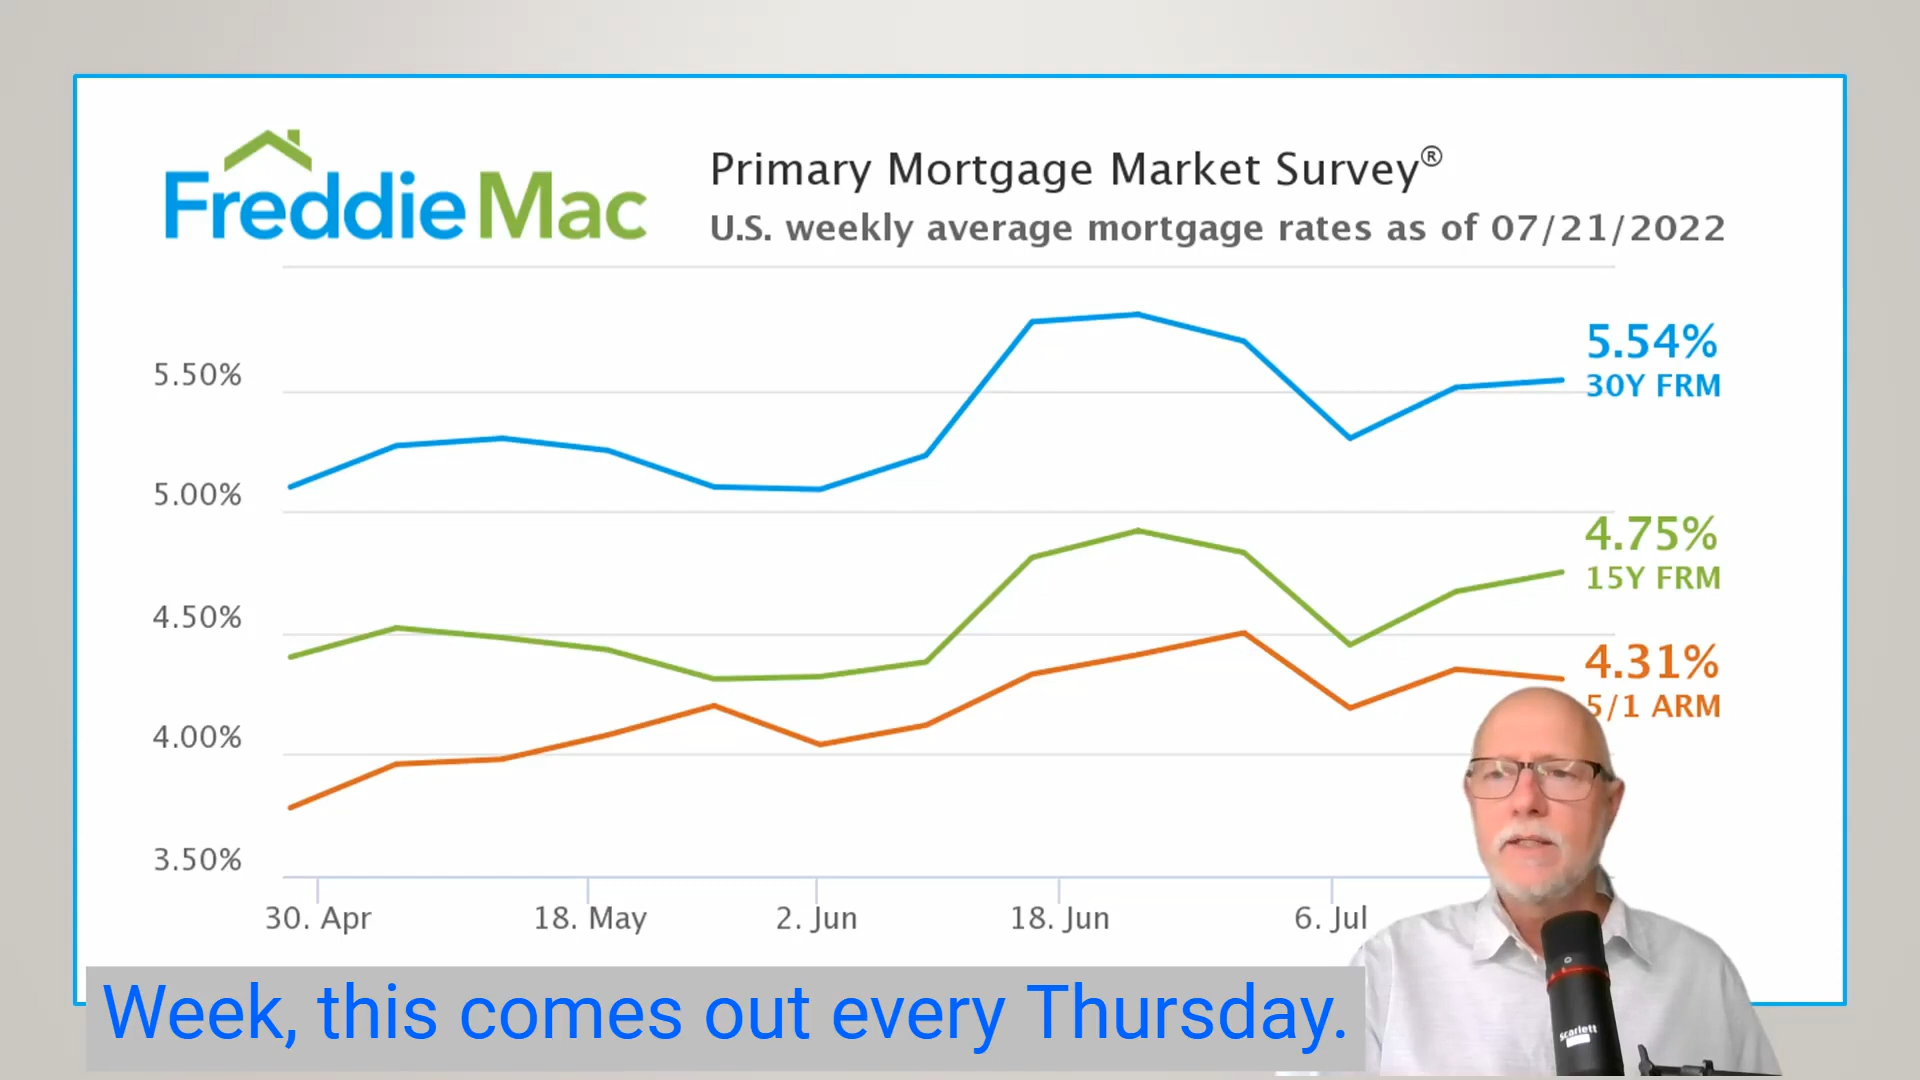 Freddie Mac
Primary Mortgage Market Survey®
U.S. weekly average mortgage rates as of 07/21/2022
5.50%
5.00%
4.50%
4.00%
3.50%
5.54%
30Y FRM
4.75%
15Y FRM
4.31%
5/1 ARM
30. Apr
18. May
2. Jun
18. Jun
6. Jul
Week, this comes out every Thursday.
scarlett